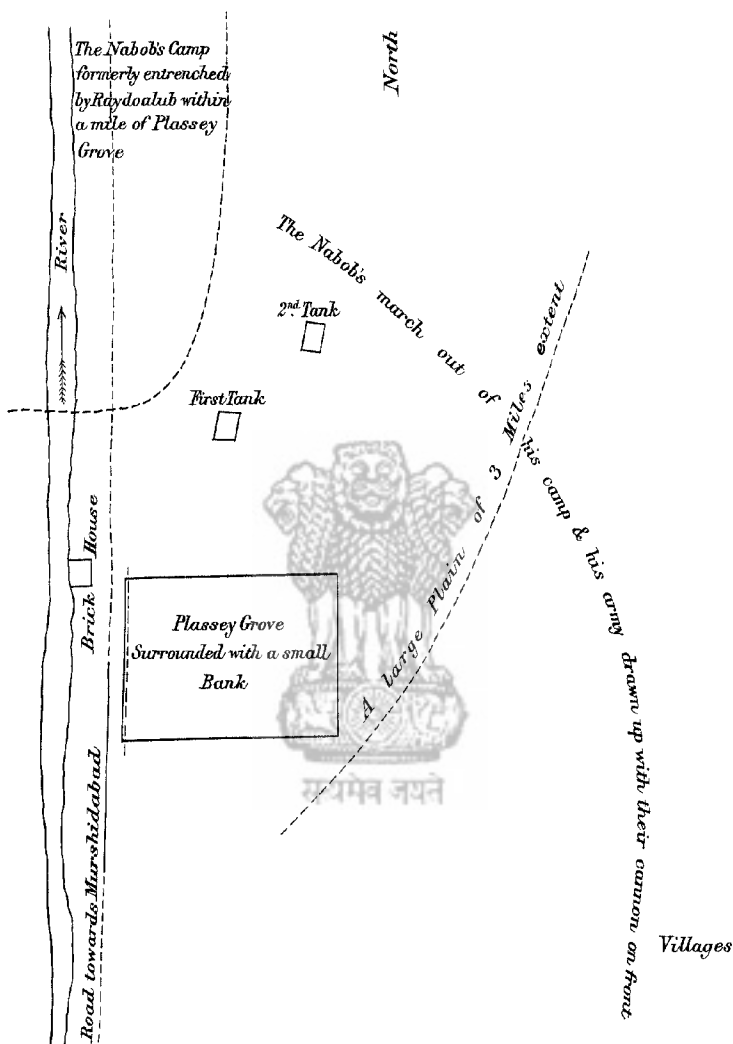 The Nabob's Camp
formerly entrenched
by Raydoalub within
a mile of Plassey
Grove
North
River
The Nabob's march out of his camp & his army drawn up with their cannon on front
2nd. Tank
First Tank
A large Plain of 3 Miles extent
Brick House
Plassey Grove
Surrounded with a small
Bank
सत्यमेव जयते
Road towards Murshidabad
Villages